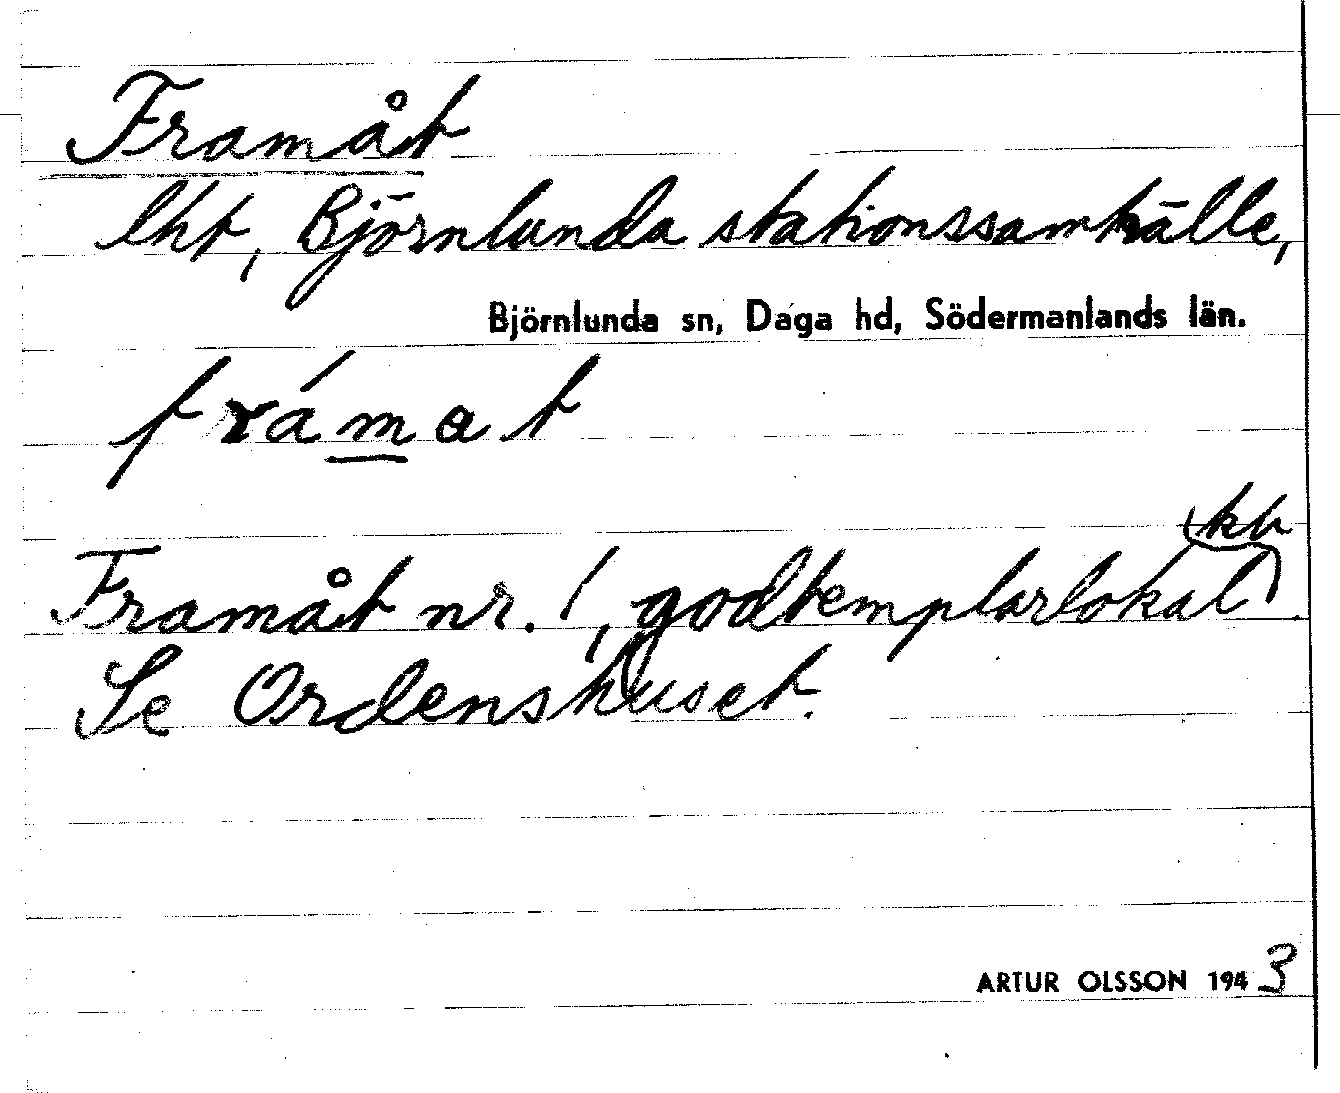 Framåt
lht, Björnlunda stationssamhälle,
Björnlunda sn, Daga hd, Södermanlands län.
frámat
Framåt nr. 1, godtemplarlokal
Se Ordenshuset.
ARTUR OLSSON 1943